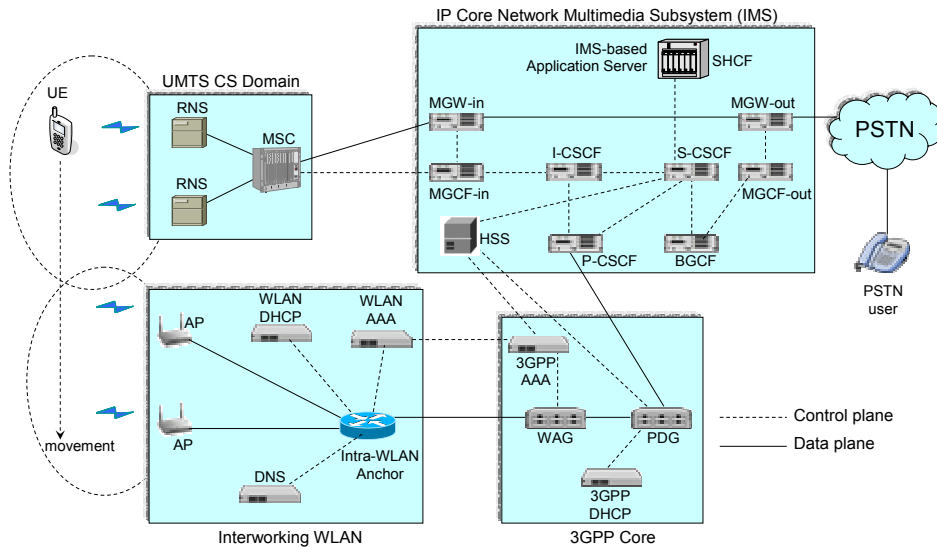 IP Core Network Multimedia Subsystem (IMS)
IMS-based
Application Server
SHCF
UMTS CS Domain
UE
RNS
MSC
RNS
MGW-in
MGW-out
PSTN
I-CSCF
S-CSCF
MGCF-in
MGCF-out
HSS
P-CSCF
BGCF
PSTN
user
WLAN
DHCP
WLAN
AAA
AP
AP
3GPP
AAA
WAG
PDG
Control plane
Data plane
movement
Intra-WLAN
Anchor
DNS
3GPP
DHCP
Interworking WLAN
3GPP Core